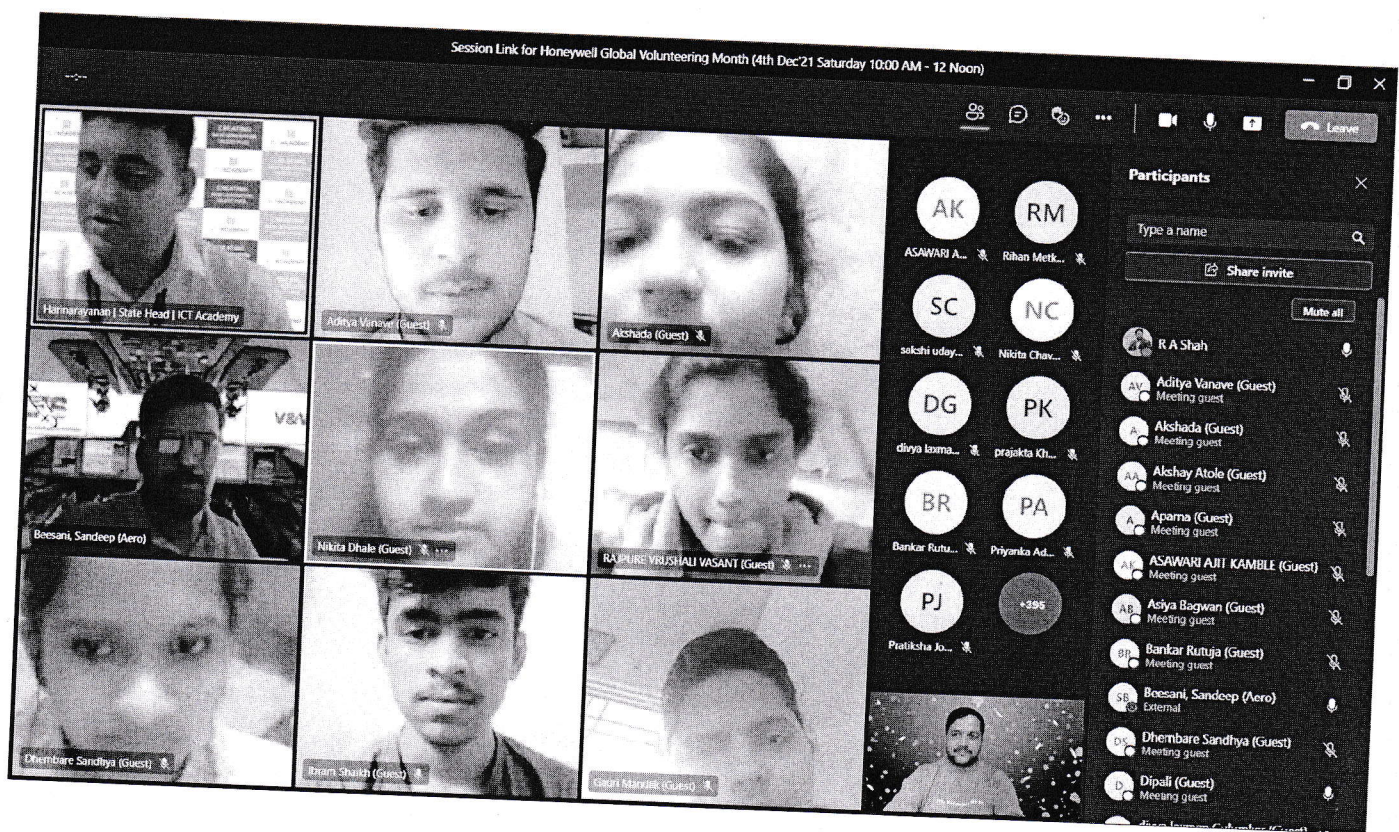 Session Link for Honeywell Global Volunteering Month (4th Dec'21 Saturday 10:00 AM - 12 Noon)
--:--
Leave
CREATING
ACADEMY
Harinarayanan | State Head | ICT Academy
Aditya Vanave (Guest)
Akshada (Guest)
V&V
Beesani, Sandeep (Aero)
Nikita Dhale (Guest)
RAJPURE VRUSHALI VASANT (Guest)
Dhembare Sandhya (Guest)
Ibram Shaikh (Guest)
Gauri Mandlik (Guest)
AK
RM
ASAWARI A...
Rihan Metk...
SC
NC
sakshi uday...
Nikita Chav...
DG
PK
divya laxma...
prajakta Kh...
BR
PA
Bankar Rutu...
Priyanka Ad...
PJ
+395
Pratiksha Jo...
Participants
Type a name
Share invite
Mute all
R A Shah
AV
Aditya Vanave (Guest)
Meeting guest
A
Akshada (Guest)
Meeting guest
AA
Akshay Atole (Guest)
Meeting guest
A
Aparna (Guest)
Meeting guest
AK
ASAWARI AJIT KAMBLE (Guest)
Meeting guest
AB
Asiya Bagwan (Guest)
Meeting guest
BR
Bankar Rutuja (Guest)
Meeting guest
SB
Beesani, Sandeep (Aero)
External
DS
Dhembare Sandhya (Guest)
Meeting guest
D
Dipali (Guest)
Meeting guest